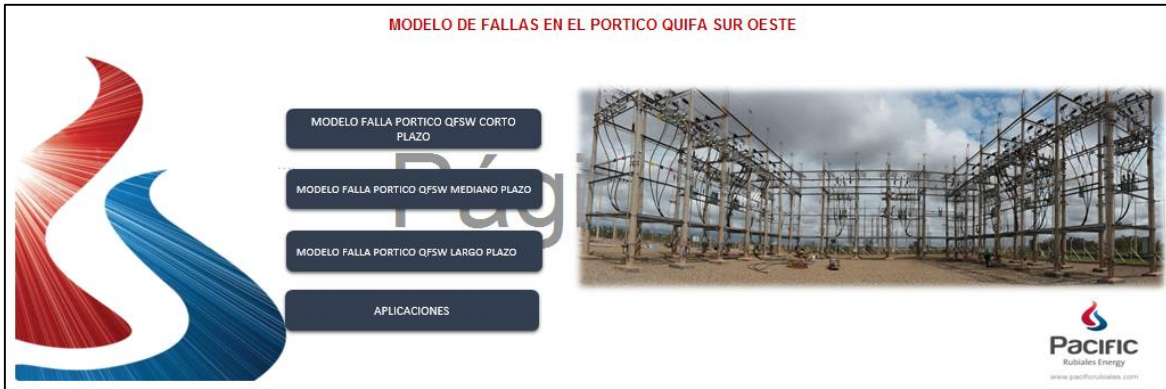 MODELO DE FALLAS EN EL PORTICO QUIFA SUR OESTE
MODELO FALLA PORTICO QFSW CORTO
PLAZO
MODELO FALLA PORTICO QFSW MEDIANO PLAZO
MODELO FALLA PORTICO QFSW LARGO PLAZO
APLICACIONES
Pági
PACIFIC
Rubiales Energy
www.pacificrubiales.com